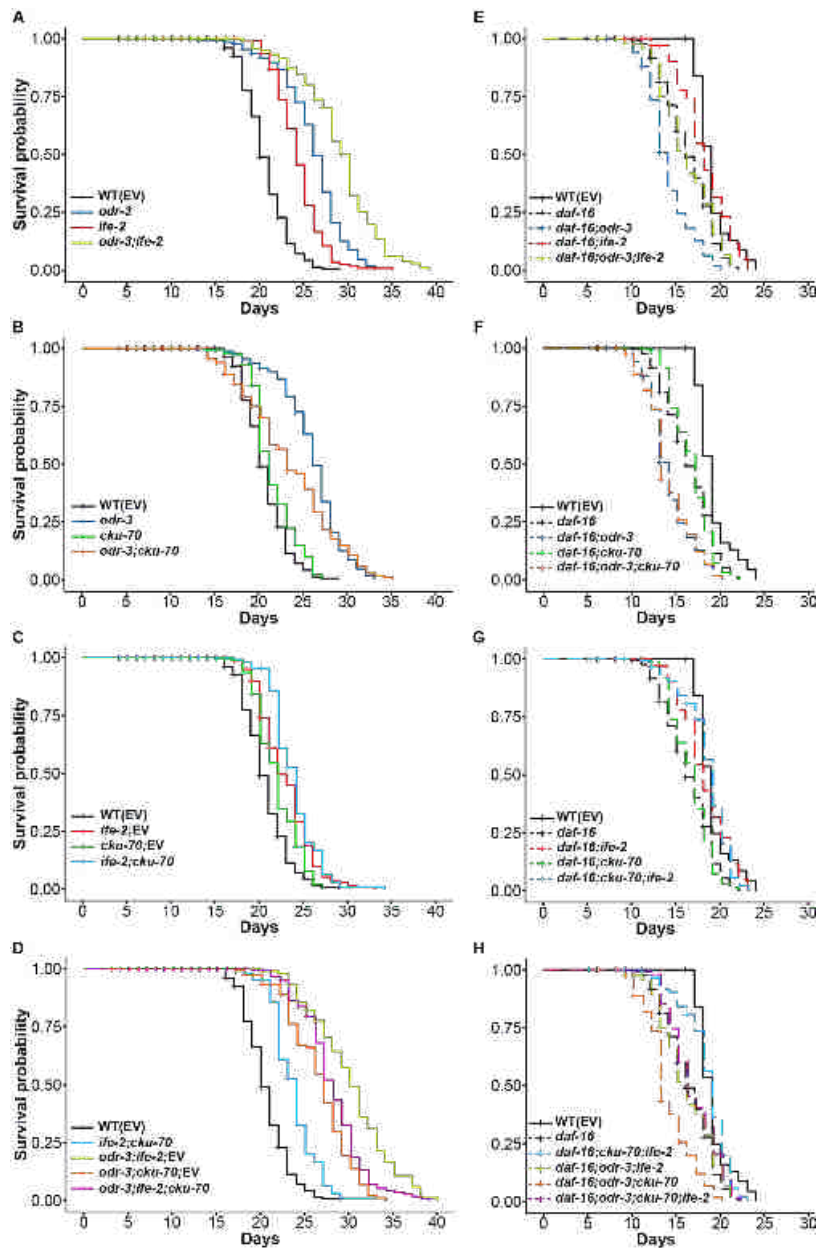 A
Survival probability
1.00
0.75
0.50
0.25
0.00
WT(EV)
odr-3
ife-2
odr-3;ife-2
0 5 10 15 20 25 30 35 40
Days
E
1.00
0.75
0.50
0.25
0.00
WT(EV)
daf-16
daf-16;odr-3
daf-16;ife-2
daf-16;odr-3;ife-2
0 5 10 15 20 25 30
Days
B
Survival probability
1.00
0.75
0.50
0.25
0.00
WT(EV)
odr-3
cku-70
odr-3;cku-70
0 5 10 15 20 25 30 35 40
Days
F
1.00
0.75
0.50
0.25
0.00
WT(EV)
daf-16
daf-16;odr-3
daf-16;cku-70
daf-16;odr-3;cku-70
0 5 10 15 20 25 30
Days
C
Survival probability
1.00
0.75
0.50
0.25
0.00
WT(EV)
ife-2;EV
cku-70;EV
ife-2;cku-70
0 5 10 15 20 25 30 35 40
Days
G
1.00
0.75
0.50
0.25
0.00
WT(EV)
daf-16
daf-16;ife-2
daf-16;cku-70
daf-16;cku-70;ife-2
0 5 10 15 20 25 30
Days
D
Survival probability
1.00
0.75
0.50
0.25
0.00
WT(EV)
ife-2;cku-70
odr-3;ife-2;EV
odr-3;cku-70;EV
odr-3;ife-2;cku-70
0 5 10 15 20 25 30 35 40
Days
H
1.00
0.75
0.50
0.25
0.00
WT(EV)
daf-16
daf-16;cku-70;ife-2
daf-16;odr-3;ife-2
daf-16;odr-3;cku-70
daf-16;odr-3;cku-70;ife-2
0 5 10 15 20 25 30
Days